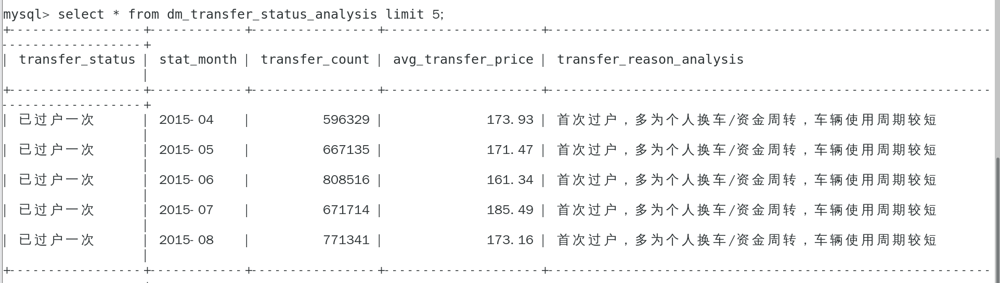 mysql> select * from dm_transfer_status_analysis limit 5;
+-----------------+------------+----------------+--------------------+---------------------------------------------------------
------------------+
| transfer_status | stat_month | transfer_count | avg_transfer_price | transfer_reason_analysis
|
+-----------------+------------+----------------+--------------------+---------------------------------------------------------
------------------+
| 已过户一次 | 2015-04 | 596329 | 173.93 | 首次过户，多为个人换车/资金周转，车辆使用周期较短
|
| 已过户一次 | 2015-05 | 667135 | 171.47 | 首次过户，多为个人换车/资金周转，车辆使用周期较短
|
| 已过户一次 | 2015-06 | 808516 | 161.34 | 首次过户，多为个人换车/资金周转，车辆使用周期较短
|
| 已过户一次 | 2015-07 | 671714 | 185.49 | 首次过户，多为个人换车/资金周转，车辆使用周期较短
|
| 已过户一次 | 2015-08 | 771341 | 173.16 | 首次过户，多为个人换车/资金周转，车辆使用周期较短
|
+-----------------+------------+----------------+--------------------+---------------------------------------------------------